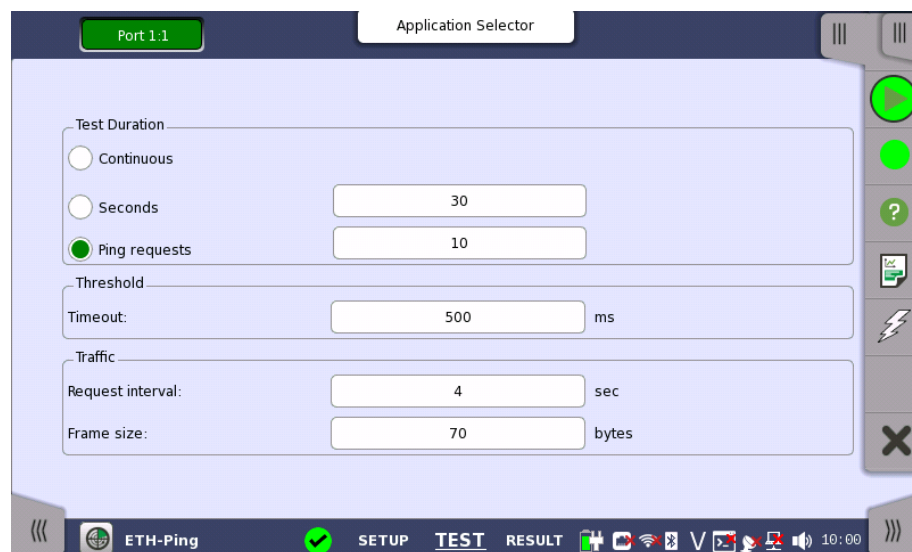 Port 1:1
Application Selector
Test Duration
Continuous
Seconds
30
Ping requests
10
Threshold
Timeout:
500
ms
Traffic
Request interval:
4
sec
Frame size:
70
bytes
ETH-Ping
SETUP
TEST
RESULT
V
10:00